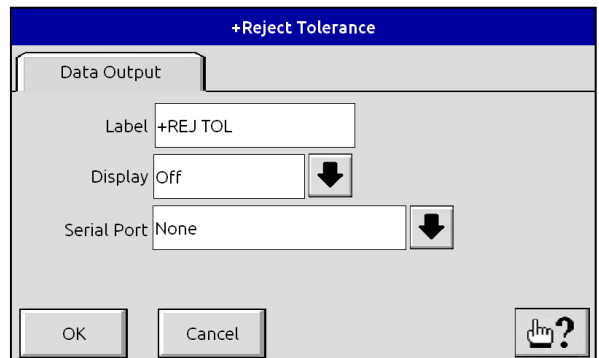 +Reject Tolerance
Data Output
Label +REJ TOL
Display Off
Serial Port None
OK Cancel ?